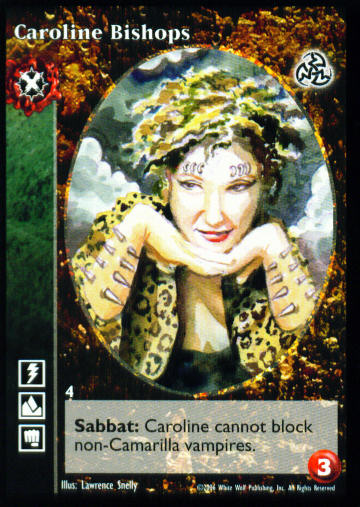 Caroline Bishops
4
Sabbat: Caroline cannot block
non-Camarilla vampires.
3
Illus: Lawrence Snelly
©2004 White Wolf Publishing, Inc. All Rights Reserved